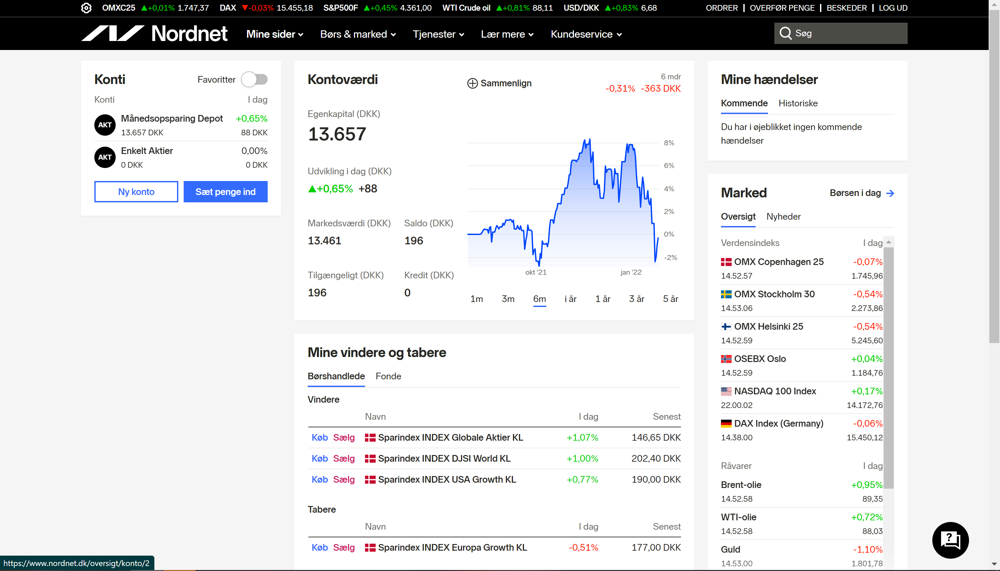 OMXC25 ▲+0,01% 1.747,37 DAX ▼-0,03% 15.455,18 S&P500F ▲+0,45% 4.361,00 WTI Crude oil ▲+0,81% 88,11 USD/DKK ▲+0,83% 6,68 ORDRER | OVERFØR PENGE | BESKEDER | LOG UD
Nordnet Mine sider Børs & marked Tjenester Lær mere Kundeservice Søg
Konti Favoritter
Konti I dag
AKT Månedsopsparing Depot +0,65%
13.657 DKK 88 DKK
AKT Enkelt Aktier 0,00%
0 DKK 0 DKK
Ny konto Sæt penge ind
Kontoværdi
Sammenlign
6 mdr
-0,31% -363 DKK
Egenkapital (DKK)
13.657
Udvikling i dag (DKK)
▲+0,65% +88
Markedsværdi (DKK) Saldo (DKK)
13.461 196
Tilgængeligt (DKK) Kredit (DKK)
196 0
8%
6%
4%
2%
0%
-2%
okt '21 jan '22
1m 3m 6m i år 1 år 3 år 5 år
Mine vindere og tabere
Børshandlede Fonde
Vindere
Navn I dag Senest
Køb Sælg Sparindex INDEX Globale Aktier KL +1,07% 146,65 DKK
Køb Sælg Sparindex INDEX DJSI World KL +1,00% 202,40 DKK
Køb Sælg Sparindex INDEX USA Growth KL +0,77% 190,00 DKK
Tabere
Navn I dag Senest
Køb Sælg Sparindex INDEX Europa Growth KL -0,51% 177,00 DKK
Mine hændelser
Kommende Historiske
Du har i øjeblikket ingen kommende
hændelser
Marked Børsen i dag →
Oversigt Nyheder
Verdensindeks I dag
OMX Copenhagen 25 -0,07%
14.52.57 1.745,96
OMX Stockholm 30 -0,54%
14.53.06 2.273,86
OMX Helsinki 25 -0,54%
14.52.59 5.245,60
OSEBX Oslo +0,04%
14.52.59 1.184,76
NASDAQ 100 Index +0,17%
22.00.02 14.172,76
DAX Index (Germany) -0,06%
14.38.00 15.450,12
Råvarer I dag
Brent-olie +0,95%
14.52.58 89,35
WTI-olie +0,72%
14.52.58 88,03
Guld -1,10%
14.53.00 1.801,78
?
https://www.nordnet.dk/oversigt/konto/2